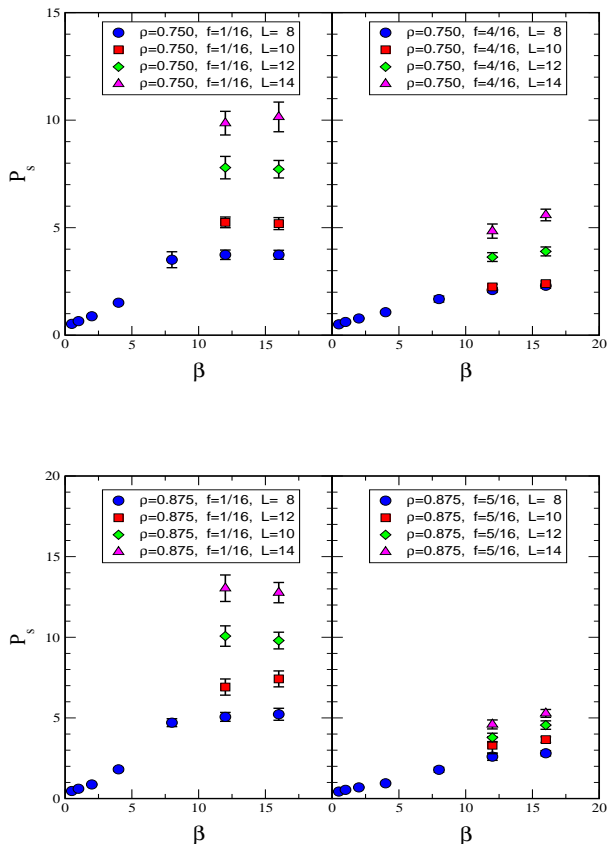 ρ=0.750, f=1/16, L= 8
ρ=0.750, f=1/16, L=10
ρ=0.750, f=1/16, L=12
ρ=0.750, f=1/16, L=14
ρ=0.750, f=4/16, L= 8
ρ=0.750, f=4/16, L=10
ρ=0.750, f=4/16, L=12
ρ=0.750, f=4/16, L=14
15
10
5
0
P_s
0 5 10 15
0 5 10 15 20
β
β
ρ=0.875, f=1/16, L= 8
ρ=0.875, f=1/16, L=12
ρ=0.875, f=1/16, L=10
ρ=0.875, f=1/16, L=14
ρ=0.875, f=5/16, L= 8
ρ=0.875, f=5/16, L=10
ρ=0.875, f=5/16, L=12
ρ=0.875, f=5/16, L=14
20
15
10
5
0
P_s
0 5 10 15
0 5 10 15 20
β
β